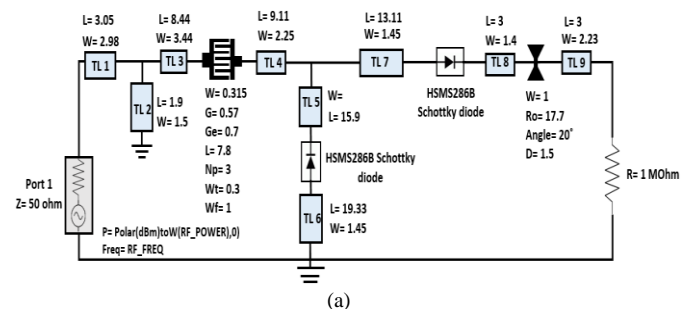 L= 3.05
W= 2.98
TL 1
L= 8.44
W= 3.44
TL 3
TL 2
L= 1.9
W= 1.5
W= 0.315
G= 0.57
Ge= 0.7
L= 7.8
Np= 3
Wt= 0.3
Wf= 1
L= 9.11
W= 2.25
TL 4
L= 13.11
W= 1.45
TL 7
HSMS286B
Schottky
diode
L= 3
W= 1.4
TL 8
W= 1
Ro= 17.7
Angle= 20˚
D= 1.5
L= 3
W= 2.23
TL 9
TL 5
W=
L= 15.9
HSMS286B Schottky
diode
TL 6
L= 19.33
W= 1.45
Port 1
Z= 50 ohm
P= Polar(dBm)toW(RF_POWER),0)
Freq= RF_FREQ
R= 1 MOhm
(a)